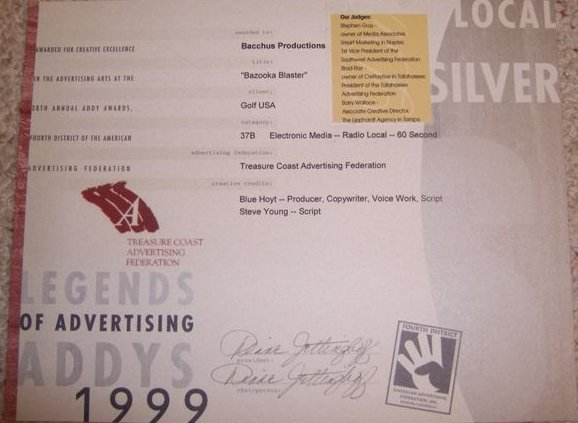 LOCAL
SILVER
Our Judges:
Stephen Gray -
owner of Media Associates,
Smart Marketing in Naples
1st Vice President of the
Southwest Advertising Federation
Brad Ray -
owner of CreRaytive in Tallahassee
President of the Tallahassee
Advertising Federation
Barry Wallace -
Associate Creative Director,
The Lipphardt Agency in Tampa
awarded to:
AWARDED FOR CREATIVE EXCELLENCE
Bacchus Productions
title:
IN THE ADVERTISING ARTS AT THE
"Bazooka Blaster"
client:
ANNUAL ADDY AWARDS,
Golf USA
category:
FOURTH DISTRICT OF THE AMERICAN
37B Electronic Media -- Radio Local -- 60 Second
advertising federation:
ADVERTISING FEDERATION
Treasure Coast Advertising Federation
creative credits:
Blue Hoyt -- Producer, Copywriter, Voice Work, Script
Steve Young -- Script
A
TREASURE COAST
ADVERTISING
FEDERATION
LEGENDS
OF ADVERTISING
ADDYS
1999
president:
chairperson:
FOURTH DISTRICT
AMERICAN ADVERTISING
FEDERATION, INC.